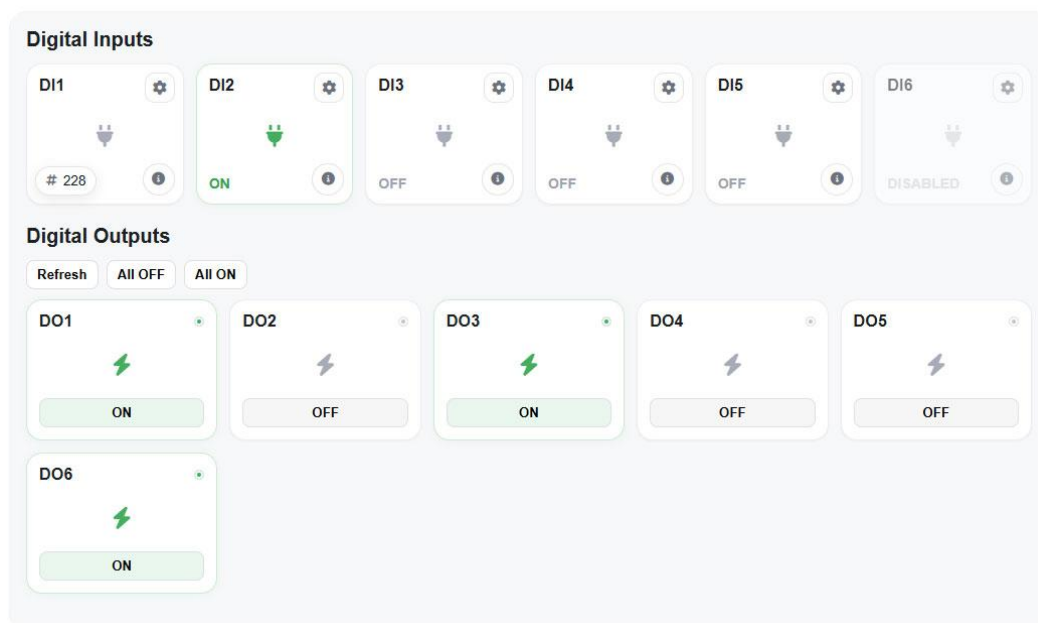 Digital Inputs
DI1 DI2 DI3 DI4 DI5 DI6
# 228 ON OFF OFF OFF DISABLED
Digital Outputs
Refresh All OFF All ON
DO1 DO2 DO3 DO4 DO5
ON OFF ON OFF OFF
DO6
ON